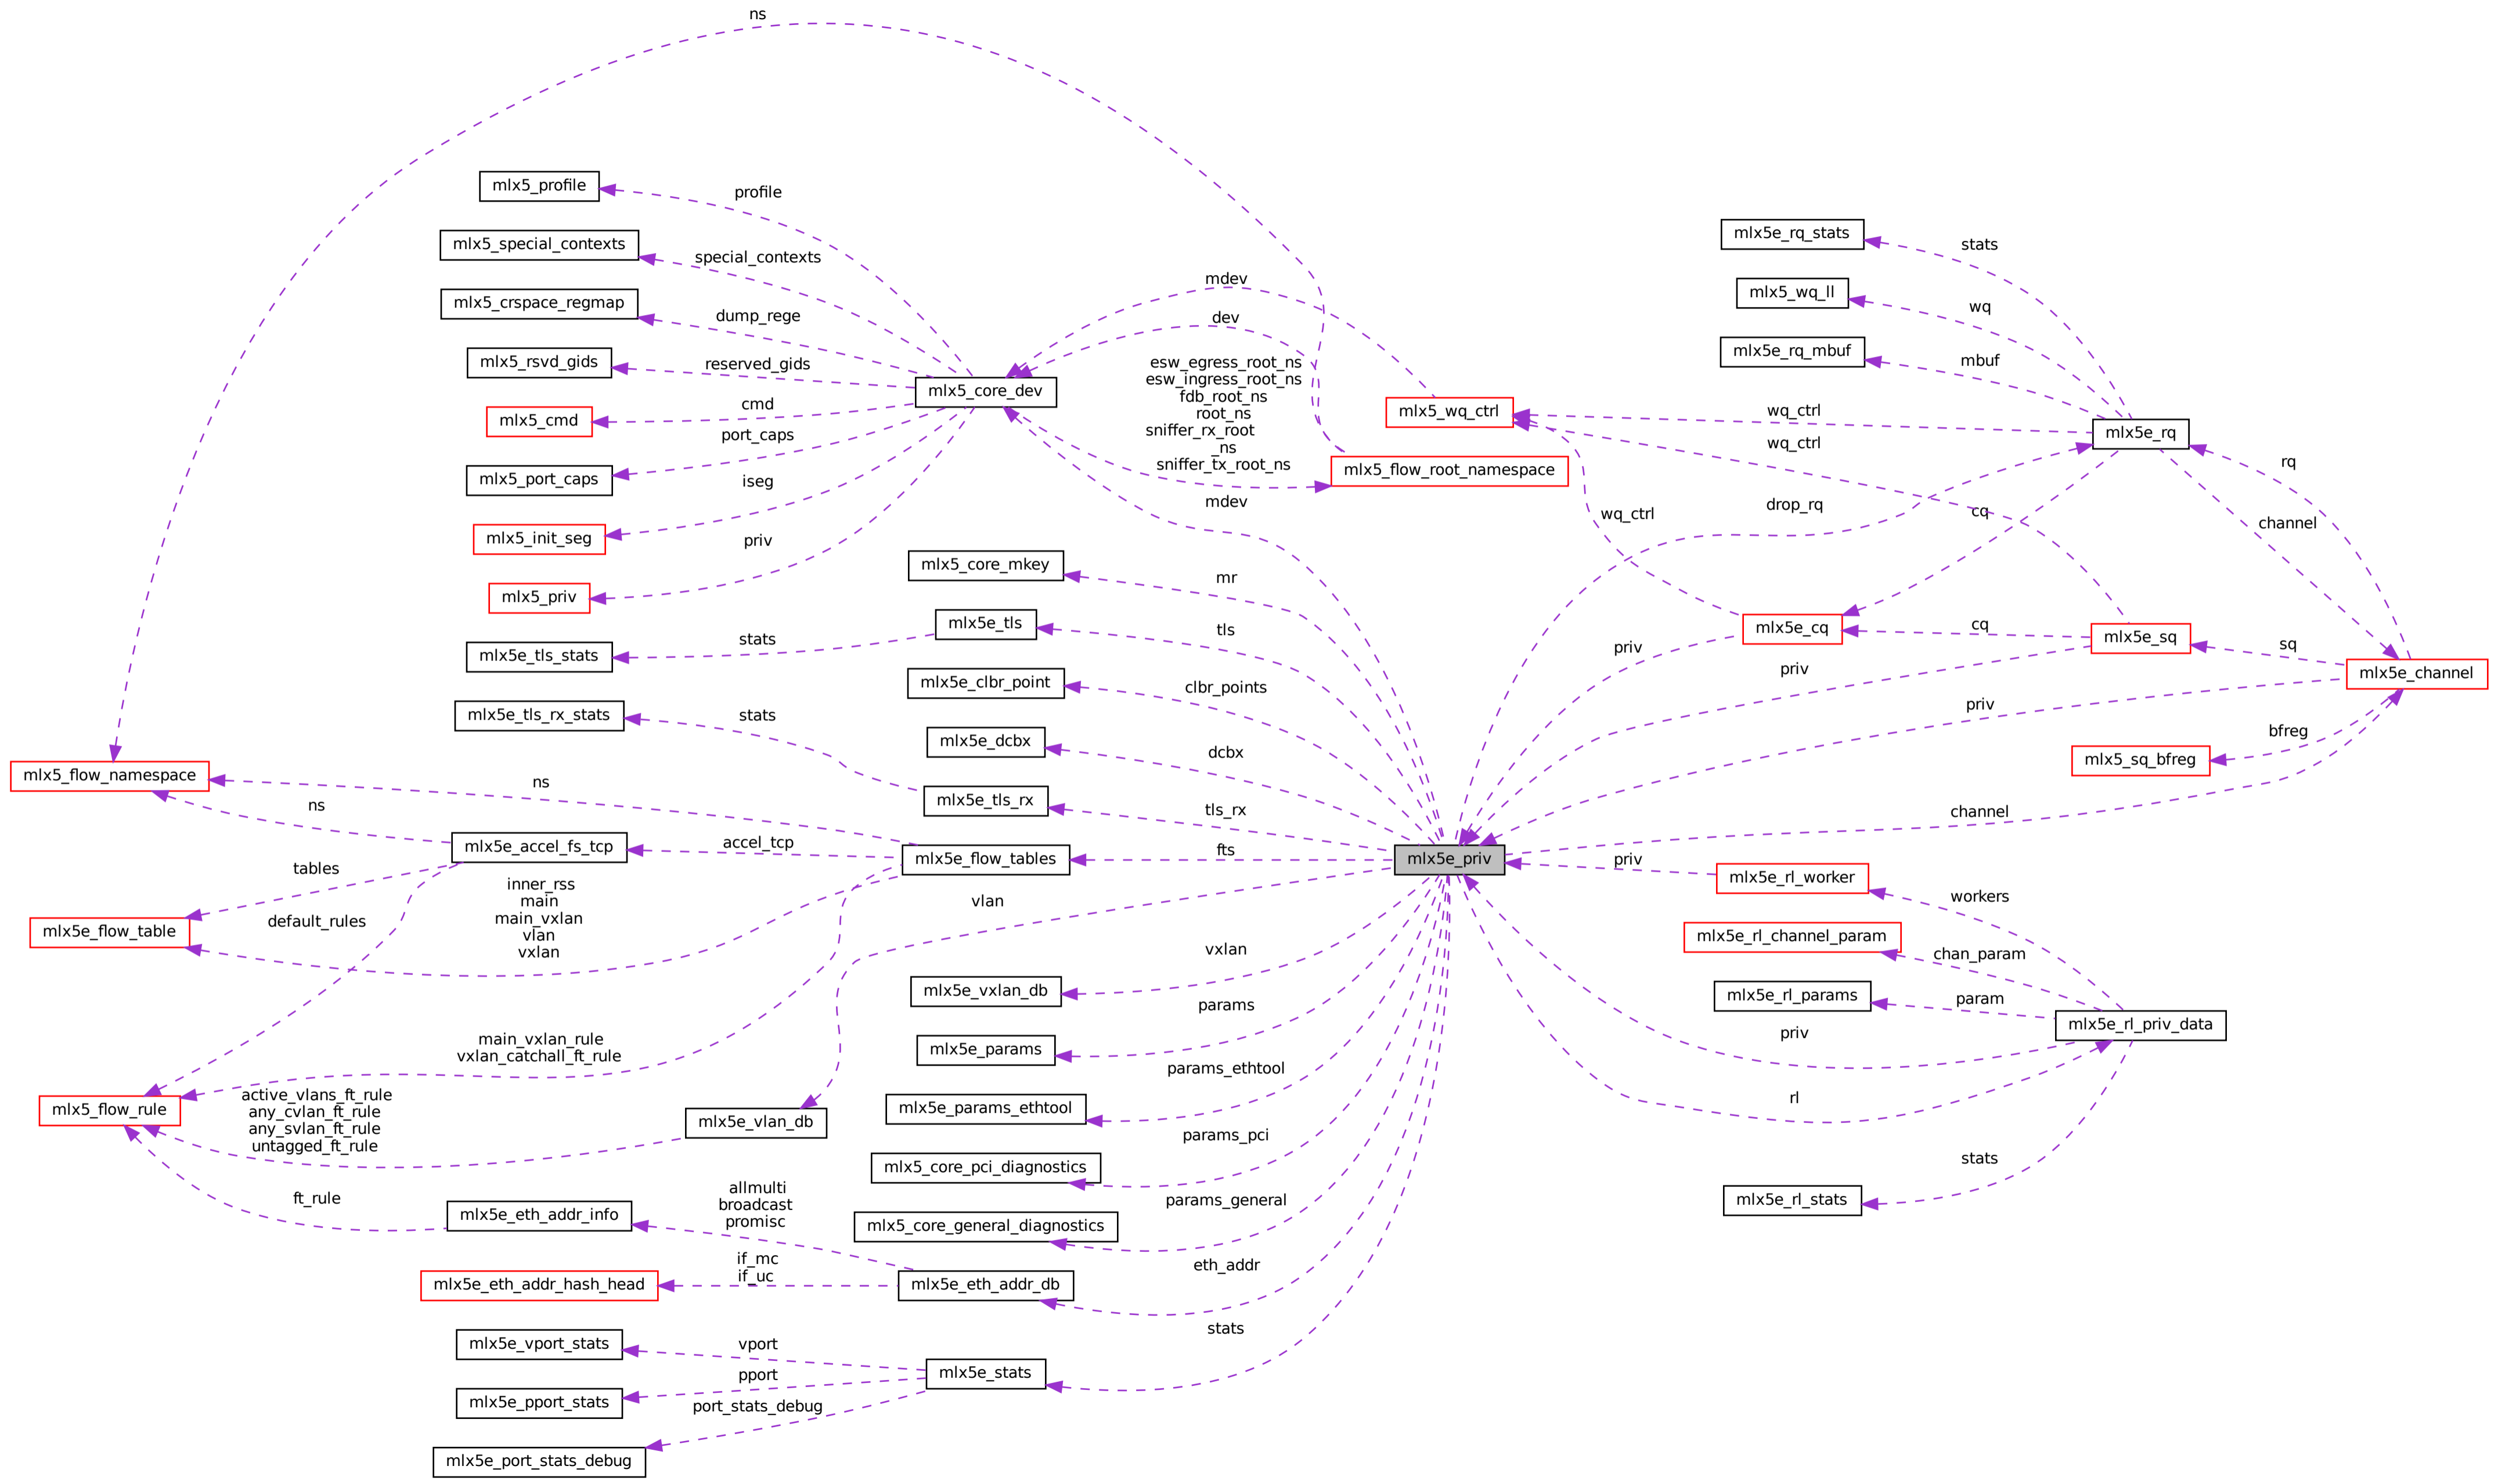 ns
mlx5_profile
profile
mlx5_special_contexts
special_contexts
mlx5_crspace_regmap
dump_rege
mlx5_rsvd_gids
reserved_gids
mlx5_cmd
cmd
mlx5_port_caps
port_caps
mlx5_init_seg
iseg
mlx5_priv
priv
mlx5_core_dev
mdev
dev
esw_egress_root_ns
esw_ingress_root_ns
fdb_root_ns
root_ns
sniffer_rx_root
_ns
sniffer_tx_root_ns
mdev
mlx5_wq_ctrl
mlx5_flow_root_namespace
mlx5e_rq_stats
stats
mlx5_wq_ll
wq
mlx5e_rq_mbuf
mbuf
wq_ctrl
wq_ctrl
mlx5e_rq
rq
drop_rq
wq_ctrl
cq
channel
mlx5_core_mkey
mr
mlx5e_tls
tls
mlx5e_tls_stats
stats
mlx5e_cq
cq
mlx5e_sq
sq
mlx5e_channel
priv
priv
priv
mlx5e_clbr_point
clbr_points
mlx5e_tls_rx_stats
stats
mlx5e_dcbx
dcbx
bfreg
mlx5_sq_bfreg
mlx5_flow_namespace
ns
ns
mlx5e_tls_rx
tls_rx
channel
mlx5e_accel_fs_tcp
accel_tcp
mlx5e_flow_tables
fts
mlx5e_priv
priv
mlx5e_rl_worker
workers
tables
inner_rss
main
main_vxlan
vlan
vxlan
default_rules
mlx5e_flow_table
vlan
mlx5e_rl_channel_param
chan_param
vxlan
mlx5e_vxlan_db
mlx5e_rl_params
param
mlx5e_rl_priv_data
params
mlx5e_params
priv
main_vxlan_rule
vxlan_catchall_ft_rule
params_ethtool
mlx5e_params_ethtool
rl
mlx5_flow_rule
active_vlans_ft_rule
any_cvlan_ft_rule
any_svlan_ft_rule
untagged_ft_rule
mlx5e_vlan_db
params_pci
mlx5_core_pci_diagnostics
stats
mlx5e_rl_stats
ft_rule
mlx5e_eth_addr_info
allmulti
broadcast
promisc
params_general
mlx5_core_general_diagnostics
mlx5e_eth_addr_hash_head
if_mc
if_uc
mlx5e_eth_addr_db
eth_addr
stats
mlx5e_vport_stats
vport
mlx5e_stats
mlx5e_pport_stats
pport
port_stats_debug
mlx5e_port_stats_debug